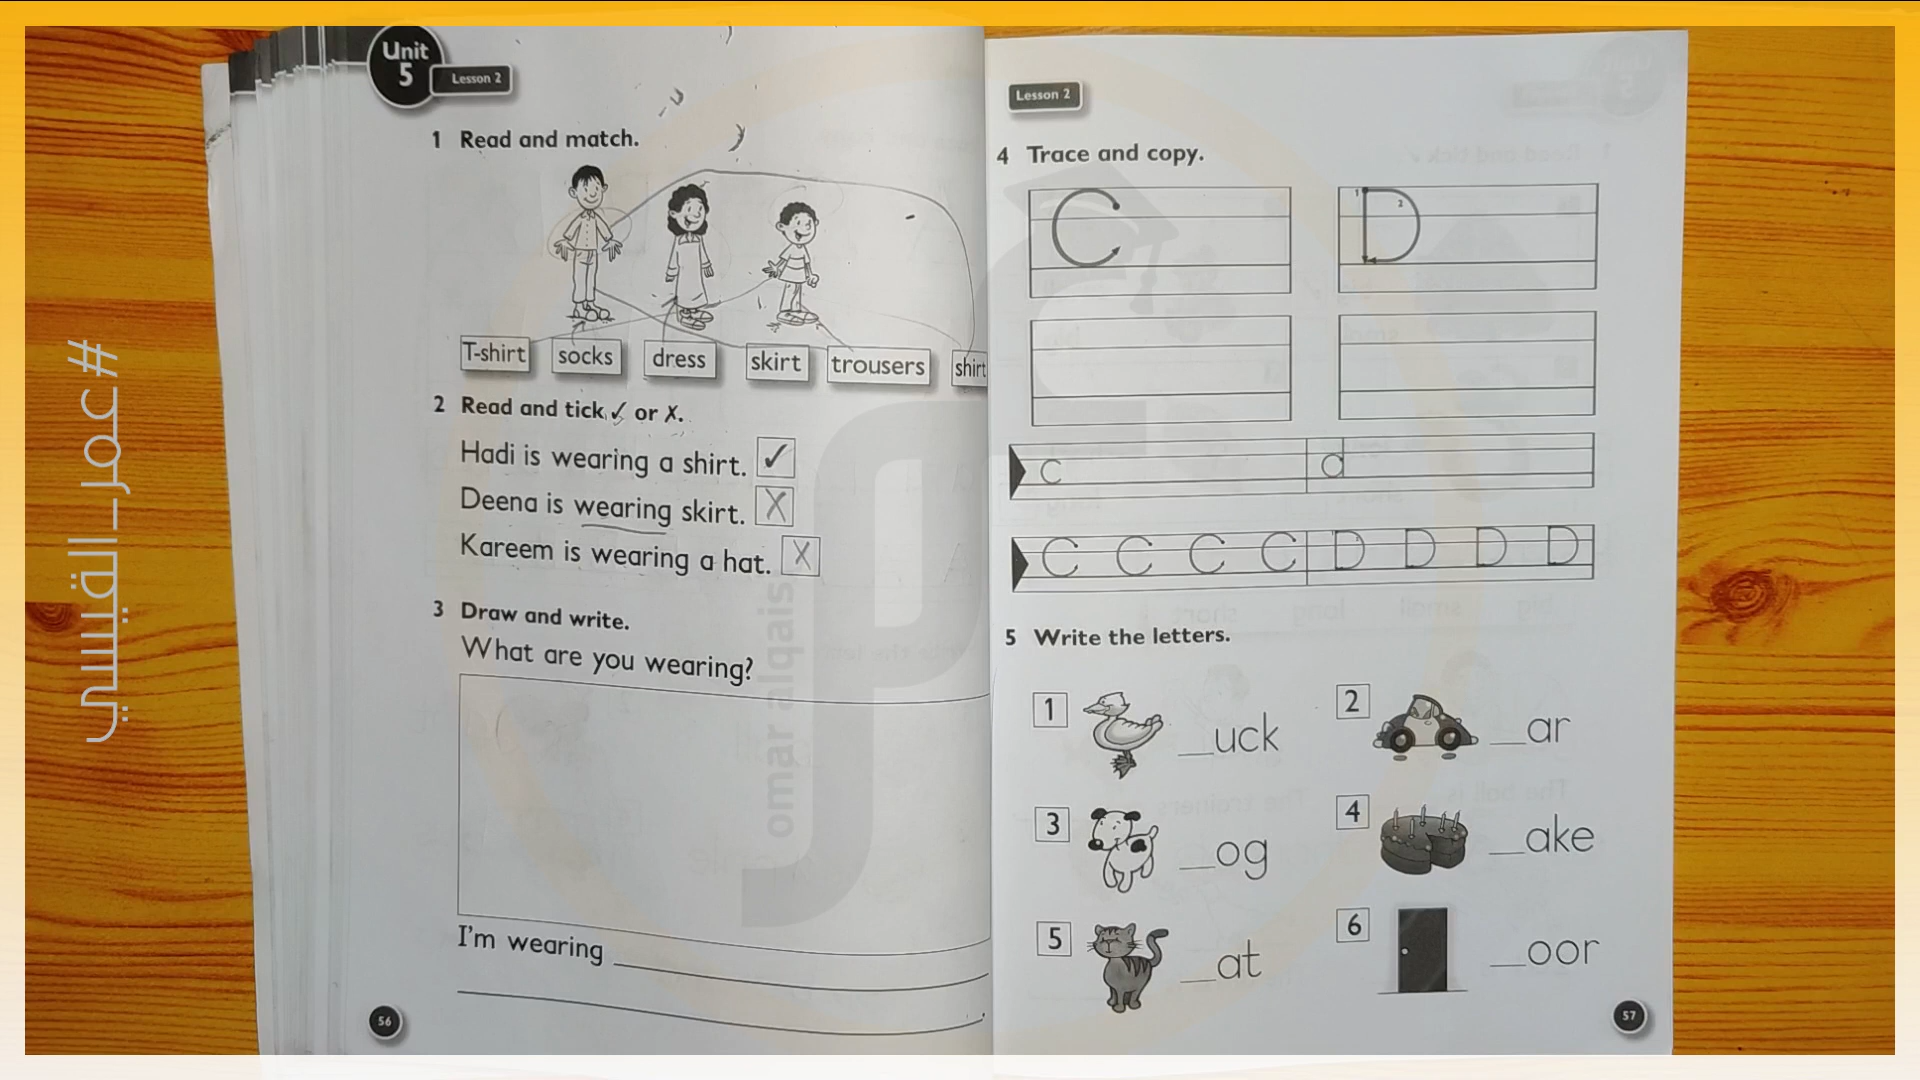 #عمر_القيسي
Unit
5
Lesson 2
1 Read and match.
T-shirt
socks
dress
skirt
trousers
shirt
2 Read and tick ✓ or ✗.
Hadi is wearing a shirt. ✓
Deena is wearing skirt. X
Kareem is wearing a hat. X
3 Draw and write.
What are you wearing?
I'm wearing
56
omar alqaisi
Lesson 2
4 Trace and copy.
C
1 2 D
c d
C C C C D D D D
5 Write the letters.
1 _uck
2 _ar
3 _og
4 _ake
5 _at
6 _oor
57